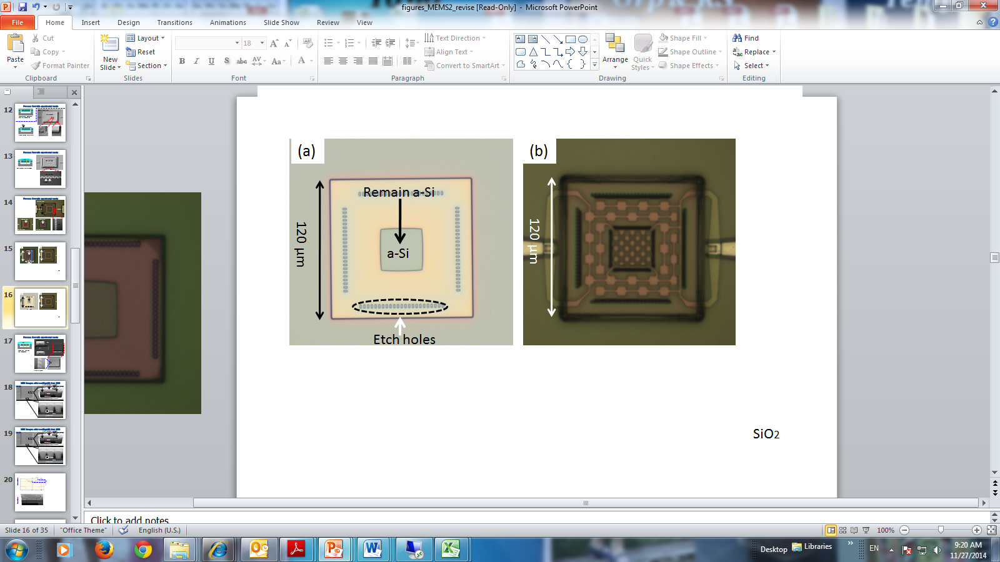 figures_MEMS2_revise [Read-Only] - Microsoft PowerPoint
File Home Insert Design Transitions Animations Slide Show Review View
Paste
Cut
Copy
Format Painter
Clipboard
New
Slide
Layout
Reset
Section
Slides
18
B I U S abc AV Aa A
Font
Text Direction
Align Text
Convert to SmartArt
Paragraph
Arrange
Quick
Styles
Shape Fill
Shape Outline
Shape Effects
Drawing
Find
Replace
Select
Editing
12
13
14
15
16
17
18
19
20
(a)
Remain a-Si
120 µm
a-Si
Etch holes
(b)
120 µm
SiO2
Click to add notes
Slide 16 of 35 "Office Theme" English (U.S.) 100%
Desktop Libraries » EN
9:20 AM
11/27/2014